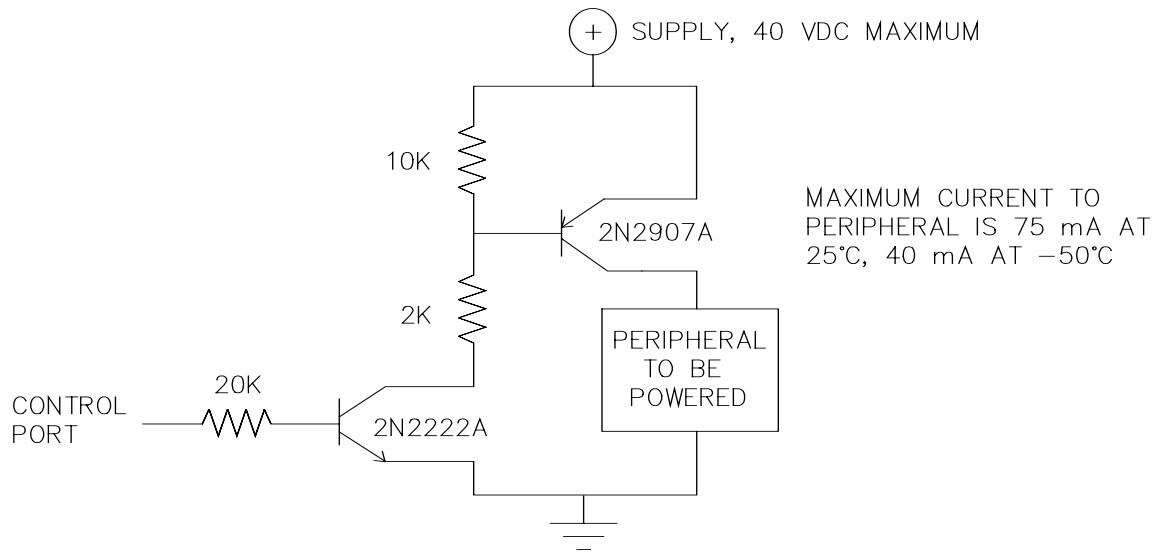 + SUPPLY, 40 VDC MAXIMUM
10K
MAXIMUM CURRENT TO
PERIPHERAL IS 75 mA AT
25°C, 40 mA AT −50°C
2N2907A
2K
PERIPHERAL
TO BE
POWERED
20K
CONTROL
PORT
2N2222A